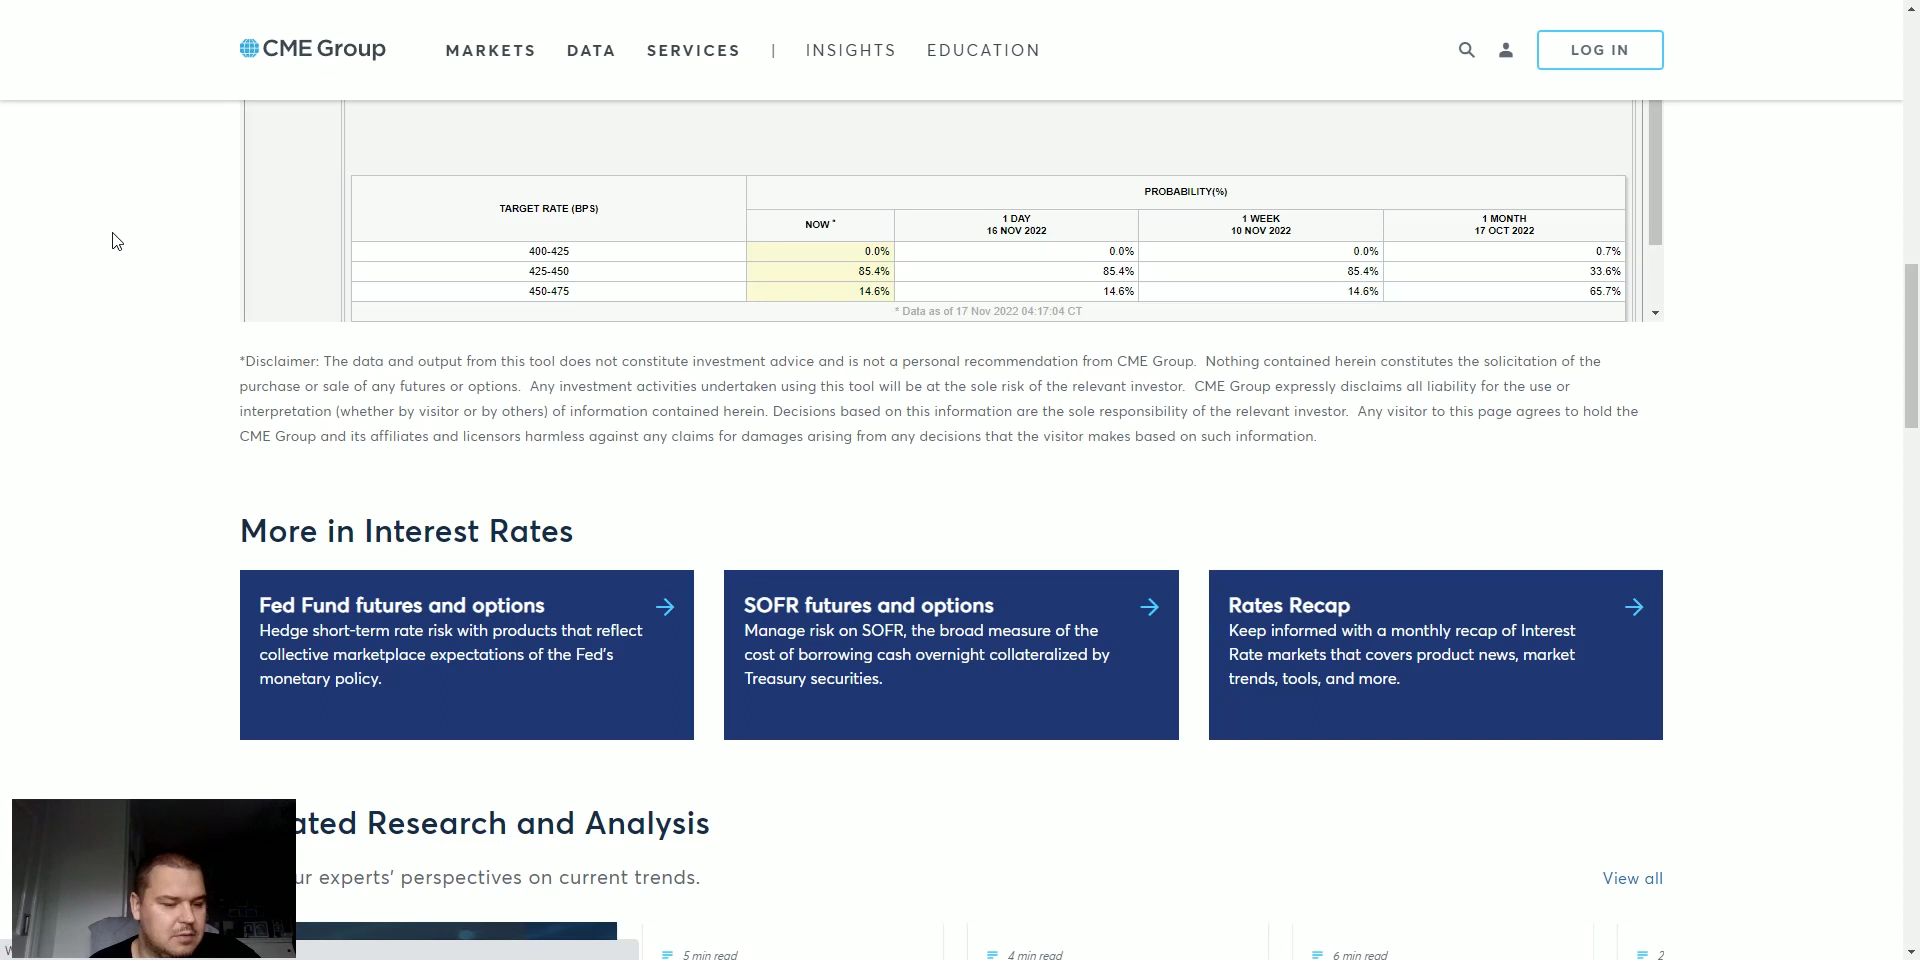 CME Group
MARKETS DATA SERVICES | INSIGHTS EDUCATION
LOG IN
TARGET RATE (BPS)
PROBABILITY(%)
NOW *
1 DAY
16 NOV 2022
1 WEEK
10 NOV 2022
1 MONTH
17 OCT 2022
400-425 0.0% 0.0% 0.0% 0.7%
425-450 85.4% 85.4% 85.4% 33.6%
450-475 14.6% 14.6% 14.6% 65.7%
* Data as of 17 Nov 2022 04:17:04 CT
*Disclaimer: The data and output from this tool does not constitute investment advice and is not a personal recommendation from CME Group. Nothing contained herein constitutes the solicitation of the
purchase or sale of any futures or options. Any investment activities undertaken using this tool will be at the sole risk of the relevant investor. CME Group expressly disclaims all liability for the use or
interpretation (whether by visitor or by others) of information contained herein. Decisions based on this information are the sole responsibility of the relevant investor. Any visitor to this page agrees to hold the
CME Group and its affiliates and licensors harmless against any claims for damages arising from any decisions that the visitor makes based on such information.
More in Interest Rates
Fed Fund futures and options
Hedge short-term rate risk with products that reflect
collective marketplace expectations of the Fed's
monetary policy.
SOFR futures and options
Manage risk on SOFR, the broad measure of the
cost of borrowing cash overnight collateralized by
Treasury securities.
Rates Recap
Keep informed with a monthly recap of Interest
Rate markets that covers product news, market
trends, tools, and more.
ated Research and Analysis
ur experts' perspectives on current trends.
View all
5 min read
4 min read
6 min read
2